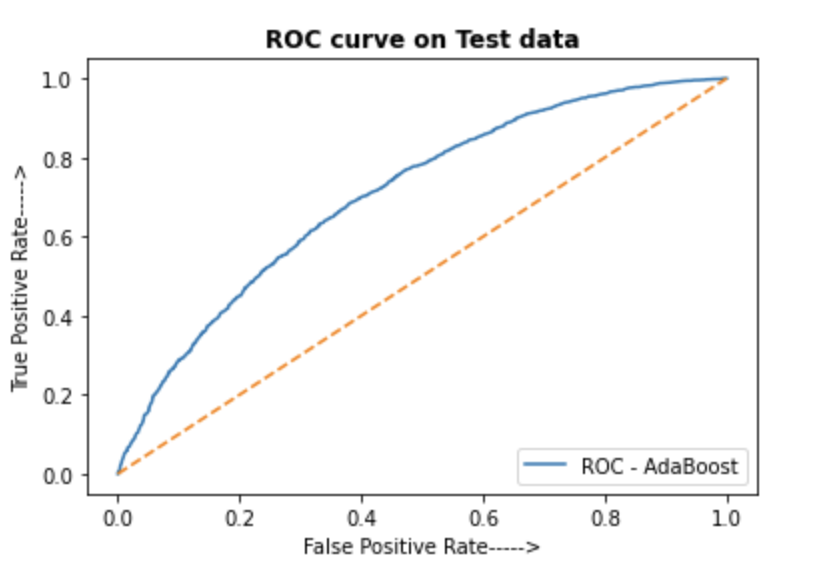 ROC curve on Test data
True Positive Rate----->
1.0
0.8
0.6
0.4
0.2
0.0
ROC - AdaBoost
0.0 0.2 0.4 0.6 0.8 1.0
False Positive Rate----->